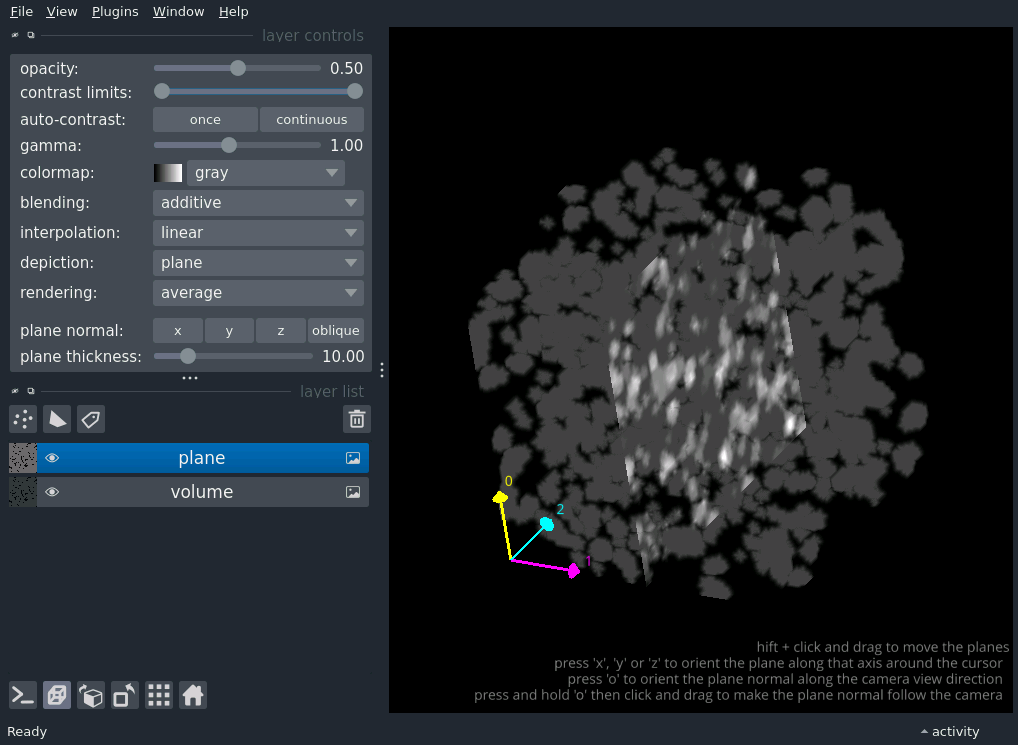 File View Plugins Window Help
layer controls
opacity: 0.50
contrast limits:
auto-contrast: once continuous
gamma: 1.00
colormap: gray
blending: additive
interpolation: linear
depiction: plane
rendering: average
plane normal: x y z oblique
plane thickness: 10.00
layer list
plane
volume
0
2
1
hift + click and drag to move the planes
press 'x', 'y' or 'z' to orient the plane along that axis around the cursor
press 'o' to orient the plane normal along the camera view direction
press and hold 'o' then click and drag to make the plane normal follow the camera
Ready activity